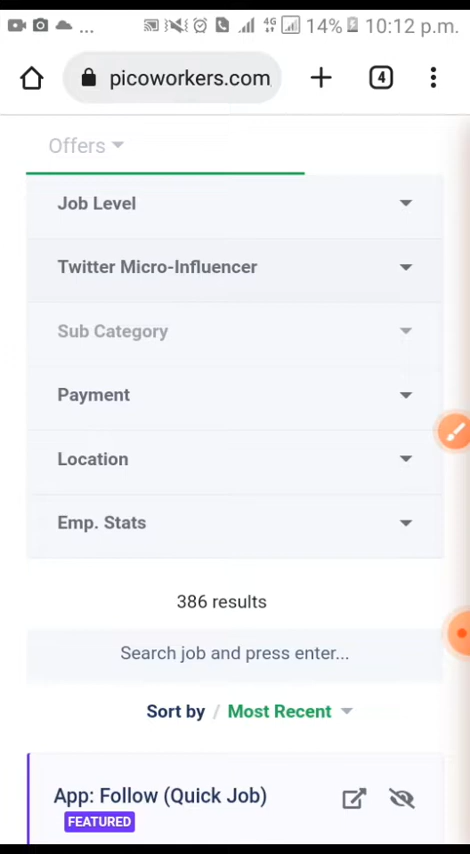 4G 14% 10:12 p.m.
picoworkers.com 4
Offers
Job Level
Twitter Micro-Influencer
Sub Category
Payment
Location
Emp. Stats
386 results
Search job and press enter...
Sort by / Most Recent
App: Follow (Quick Job)
FEATURED